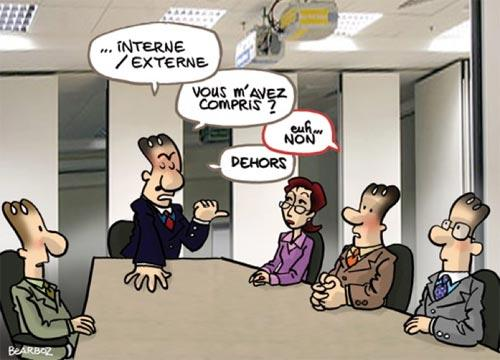 ... iNTERNE
/ EXTERNE
VOUS M'AVEZ
COMPRIS ?
euh...
NON
DEHORS
BEARBOZ